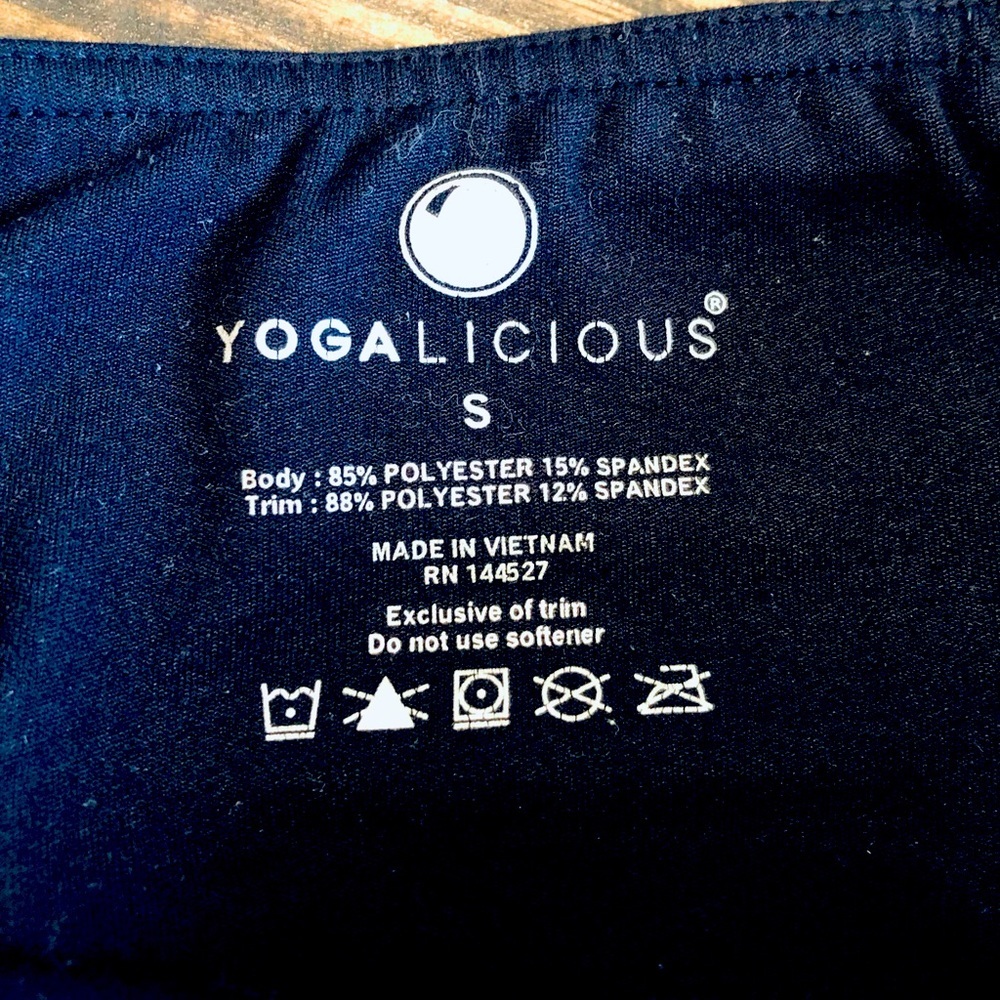 YOGALICIOUS®
S
Body : 85% POLYESTER 15% SPANDEX
Trim : 88% POLYESTER 12% SPANDEX
MADE IN VIETNAM
RN 144527
Exclusive of trim
Do not use softener